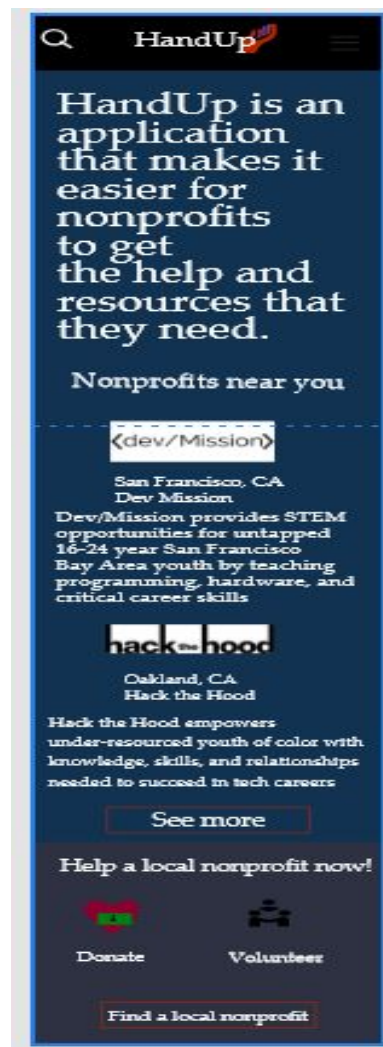 HandUp
HandUp is an
application
that makes it
easier for
nonprofits
to get
the help and
resources that
they need.
Nonprofits near you
<dev/Mission>
San Francisco, CA
Dev Mission
Dev/Mission provides STEM
opportunities for untapped
16-24 year San Francisco
Bay Area youth by teaching
programming, hardware, and
critical career skills
hack the hood
Oakland, CA
Hack the Hood
Hack the Hood empowers
under-resourced youth of color with
knowledge, skills, and relationships
needed to succeed in tech careers
See more
Help a local nonprofit now!
Donate
Volunteer
Find a local nonprofit